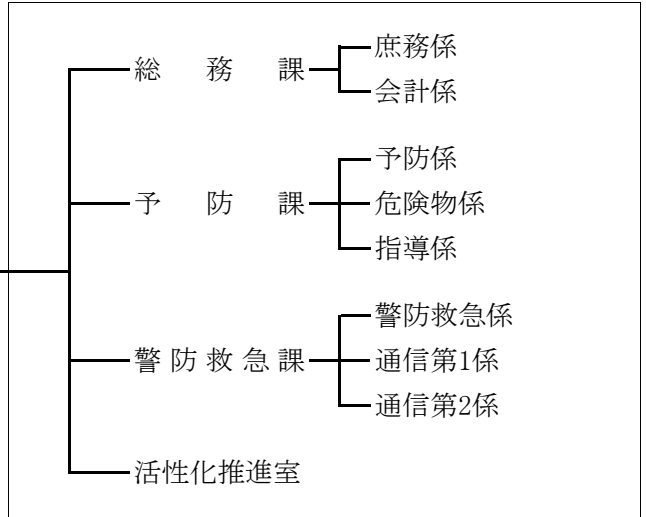 総務課
庶務係
会計係
予防課
予防係
危険物係
指導係
警防救急課
警防救急係
通信第1係
通信第2係
活性化推進室